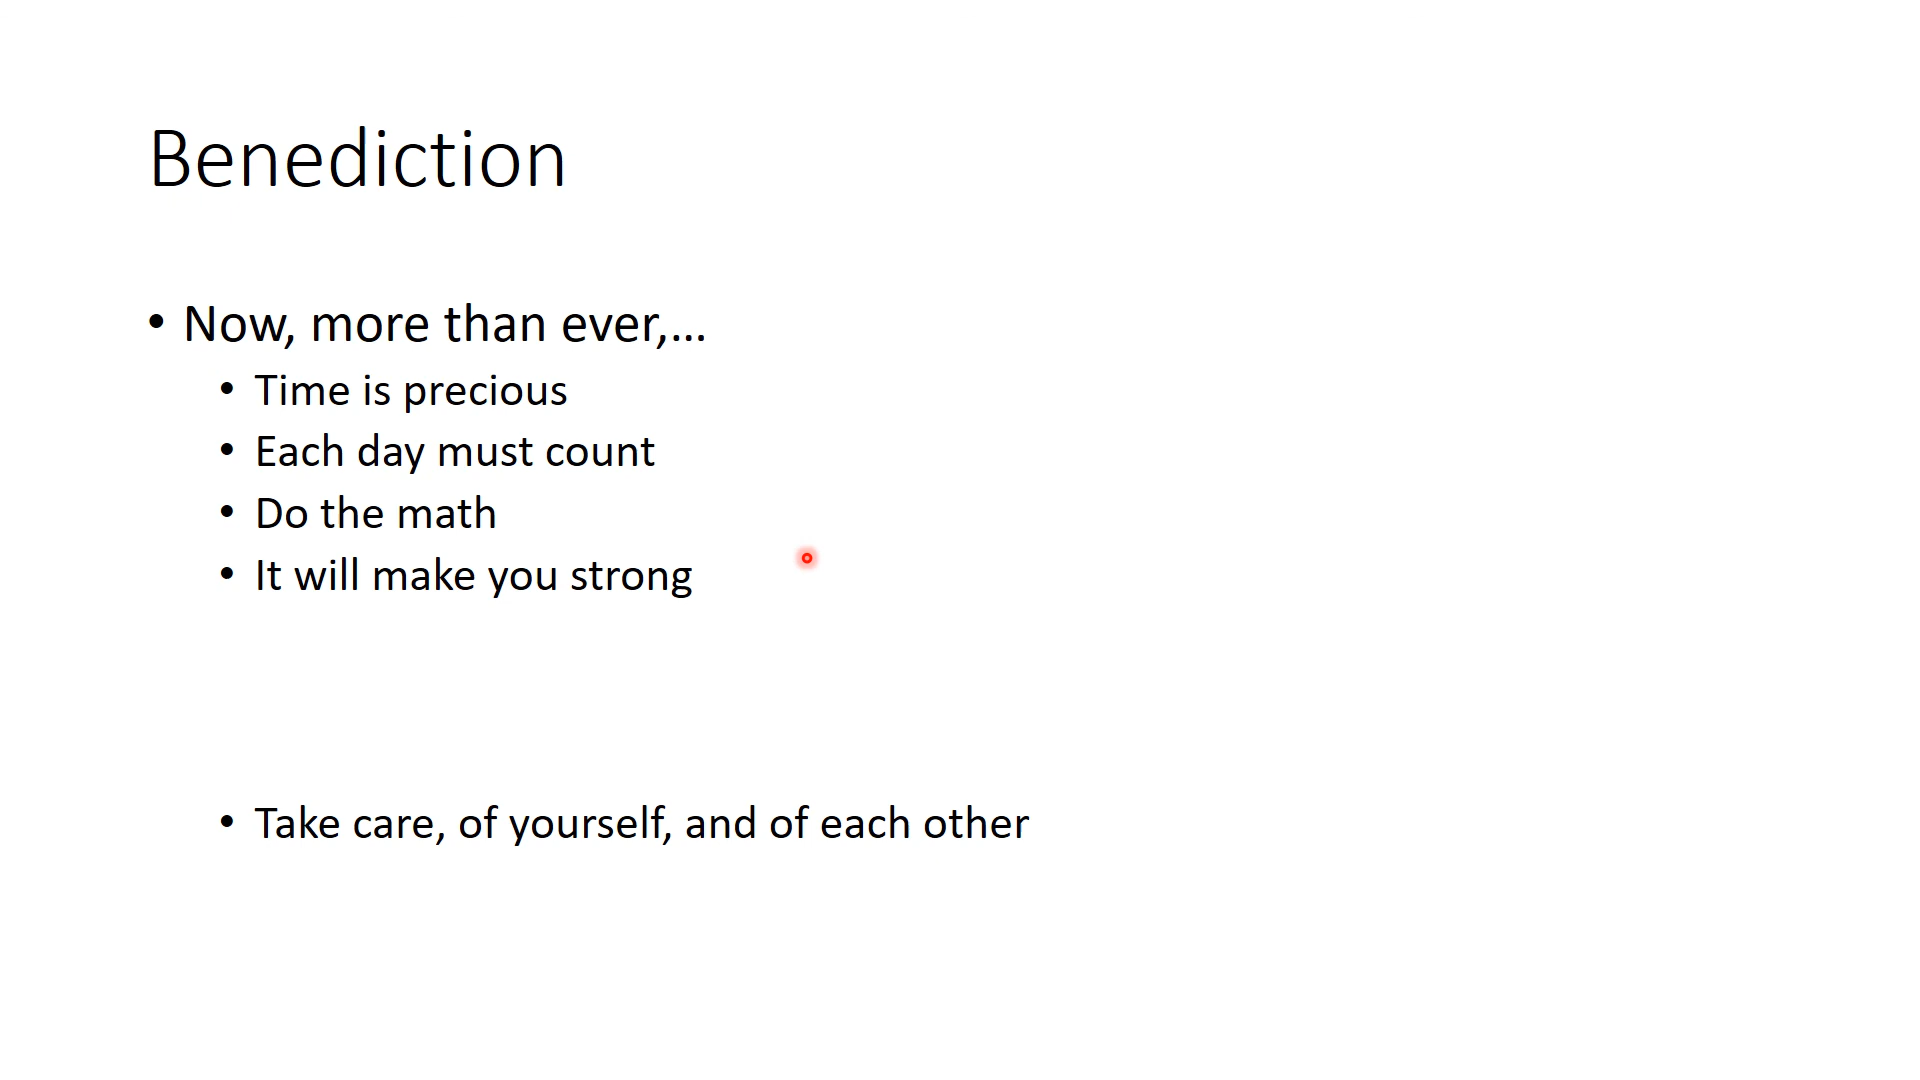 Benediction
• Now, more than ever,…
• Time is precious
• Each day must count
• Do the math
• It will make you strong
• Take care, of yourself, and of each other